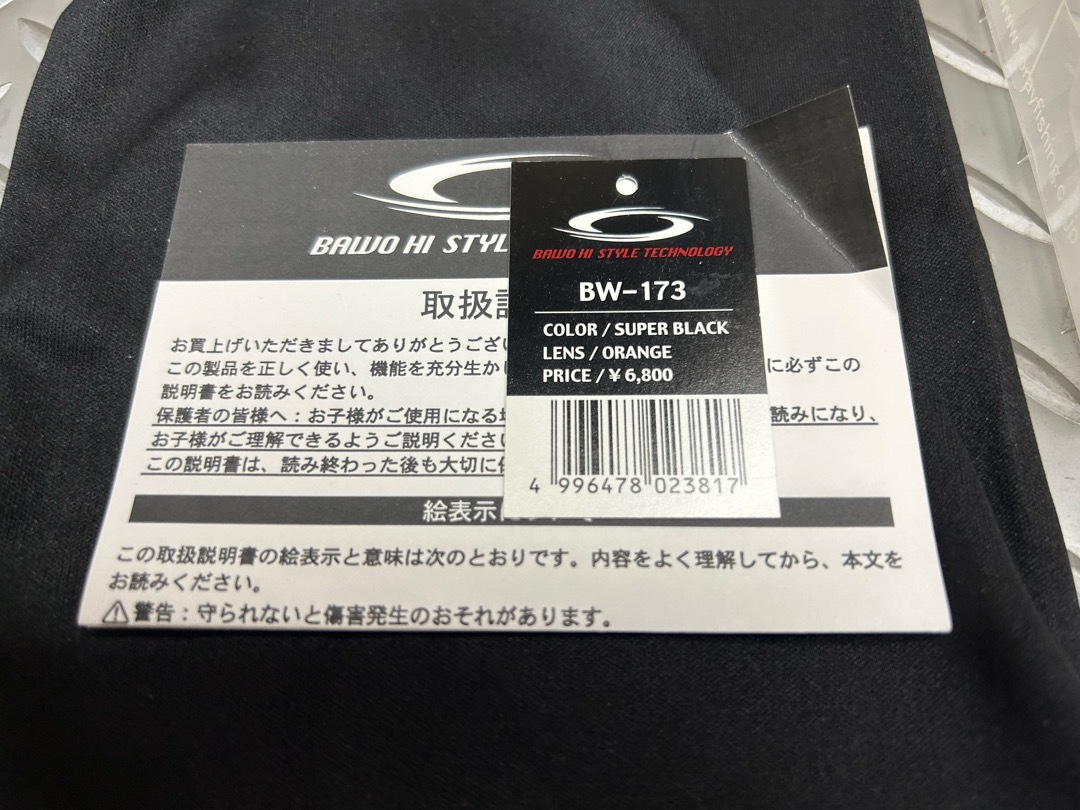 BAWO HI STYL
取扱説
お買上げいただきましてありがとうござい
この製品を正しく使い、機能を充分生か
に必ずこの
説明書をお読みください。
保護者の皆様へ：お子様がご使用になる
読みになり、
お子様がご理解できるようご説明くださ
この説明書は、読み終わった後も大切に
絵表示に
この取扱説明書の絵表示と意味は次のとおりです。内容をよく理解してから、本文を
お読みください。
⚠警告：守られないと傷害発生のおそれがあります。
BAWO HI STYLE TECHNOLOGY
BW-173
COLOR / SUPER BLACK
LENS / ORANGE
PRICE / ¥ 6,800
4 996478 023817